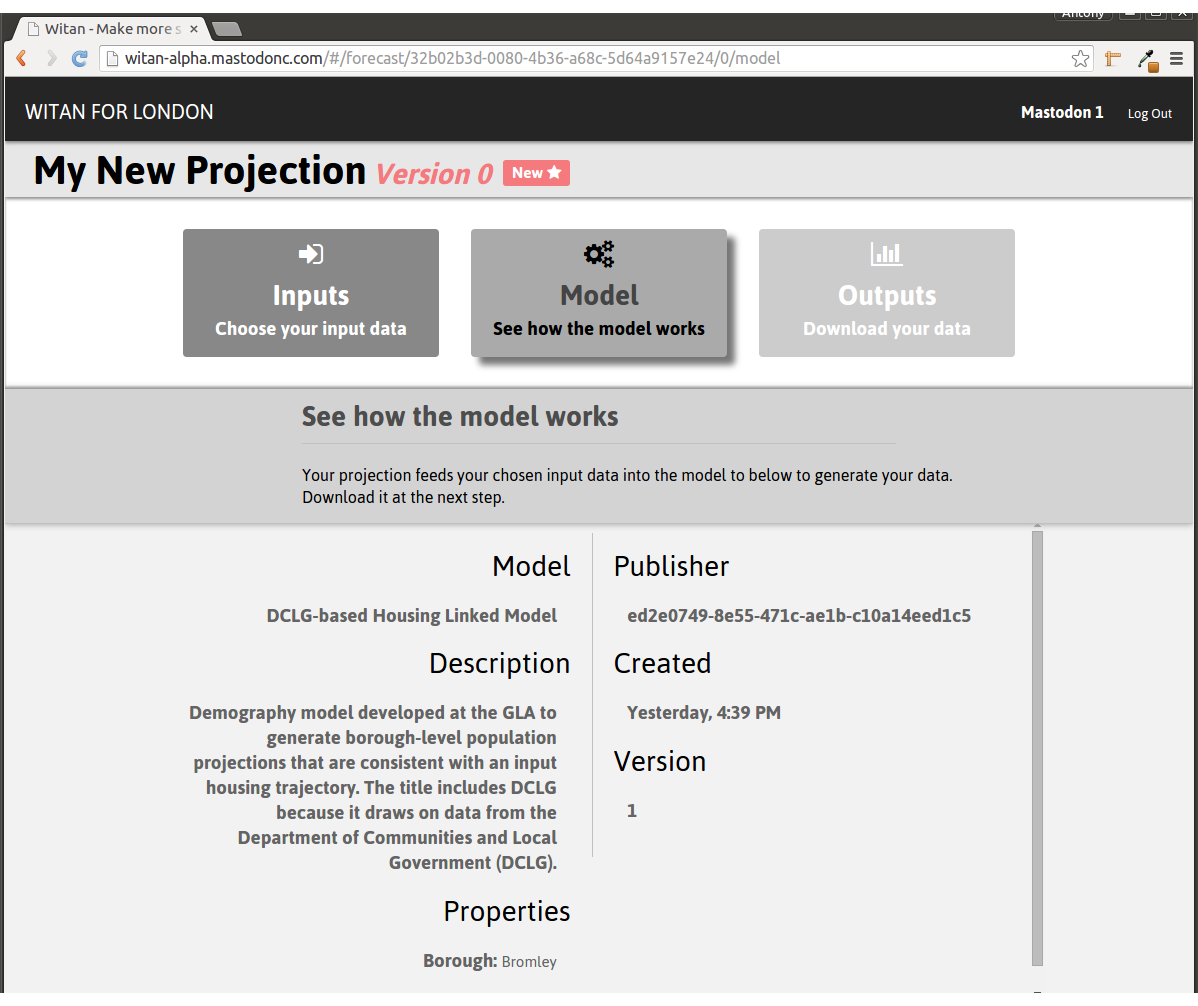 Antony
Witan - Make more s
witan-alpha.mastodonc.com/#/forecast/32b02b3d-0080-4b36-a68c-5d64a9157e24/0/model
WITAN FOR LONDON
Mastodon 1
Log Out
My New Projection Version 0 New
Inputs
Choose your input data
Model
See how the model works
Outputs
Download your data
See how the model works
Your projection feeds your chosen input data into the model to below to generate your data.
Download it at the next step.
Model
DCLG-based Housing Linked Model
Description
Demography model developed at the GLA to
generate borough-level population
projections that are consistent with an input
housing trajectory. The title includes DCLG
because it draws on data from the
Department of Communities and Local
Government (DCLG).
Properties
Borough: Bromley
Publisher
ed2e0749-8e55-471c-ae1b-c10a14eed1c5
Created
Yesterday, 4:39 PM
Version
1